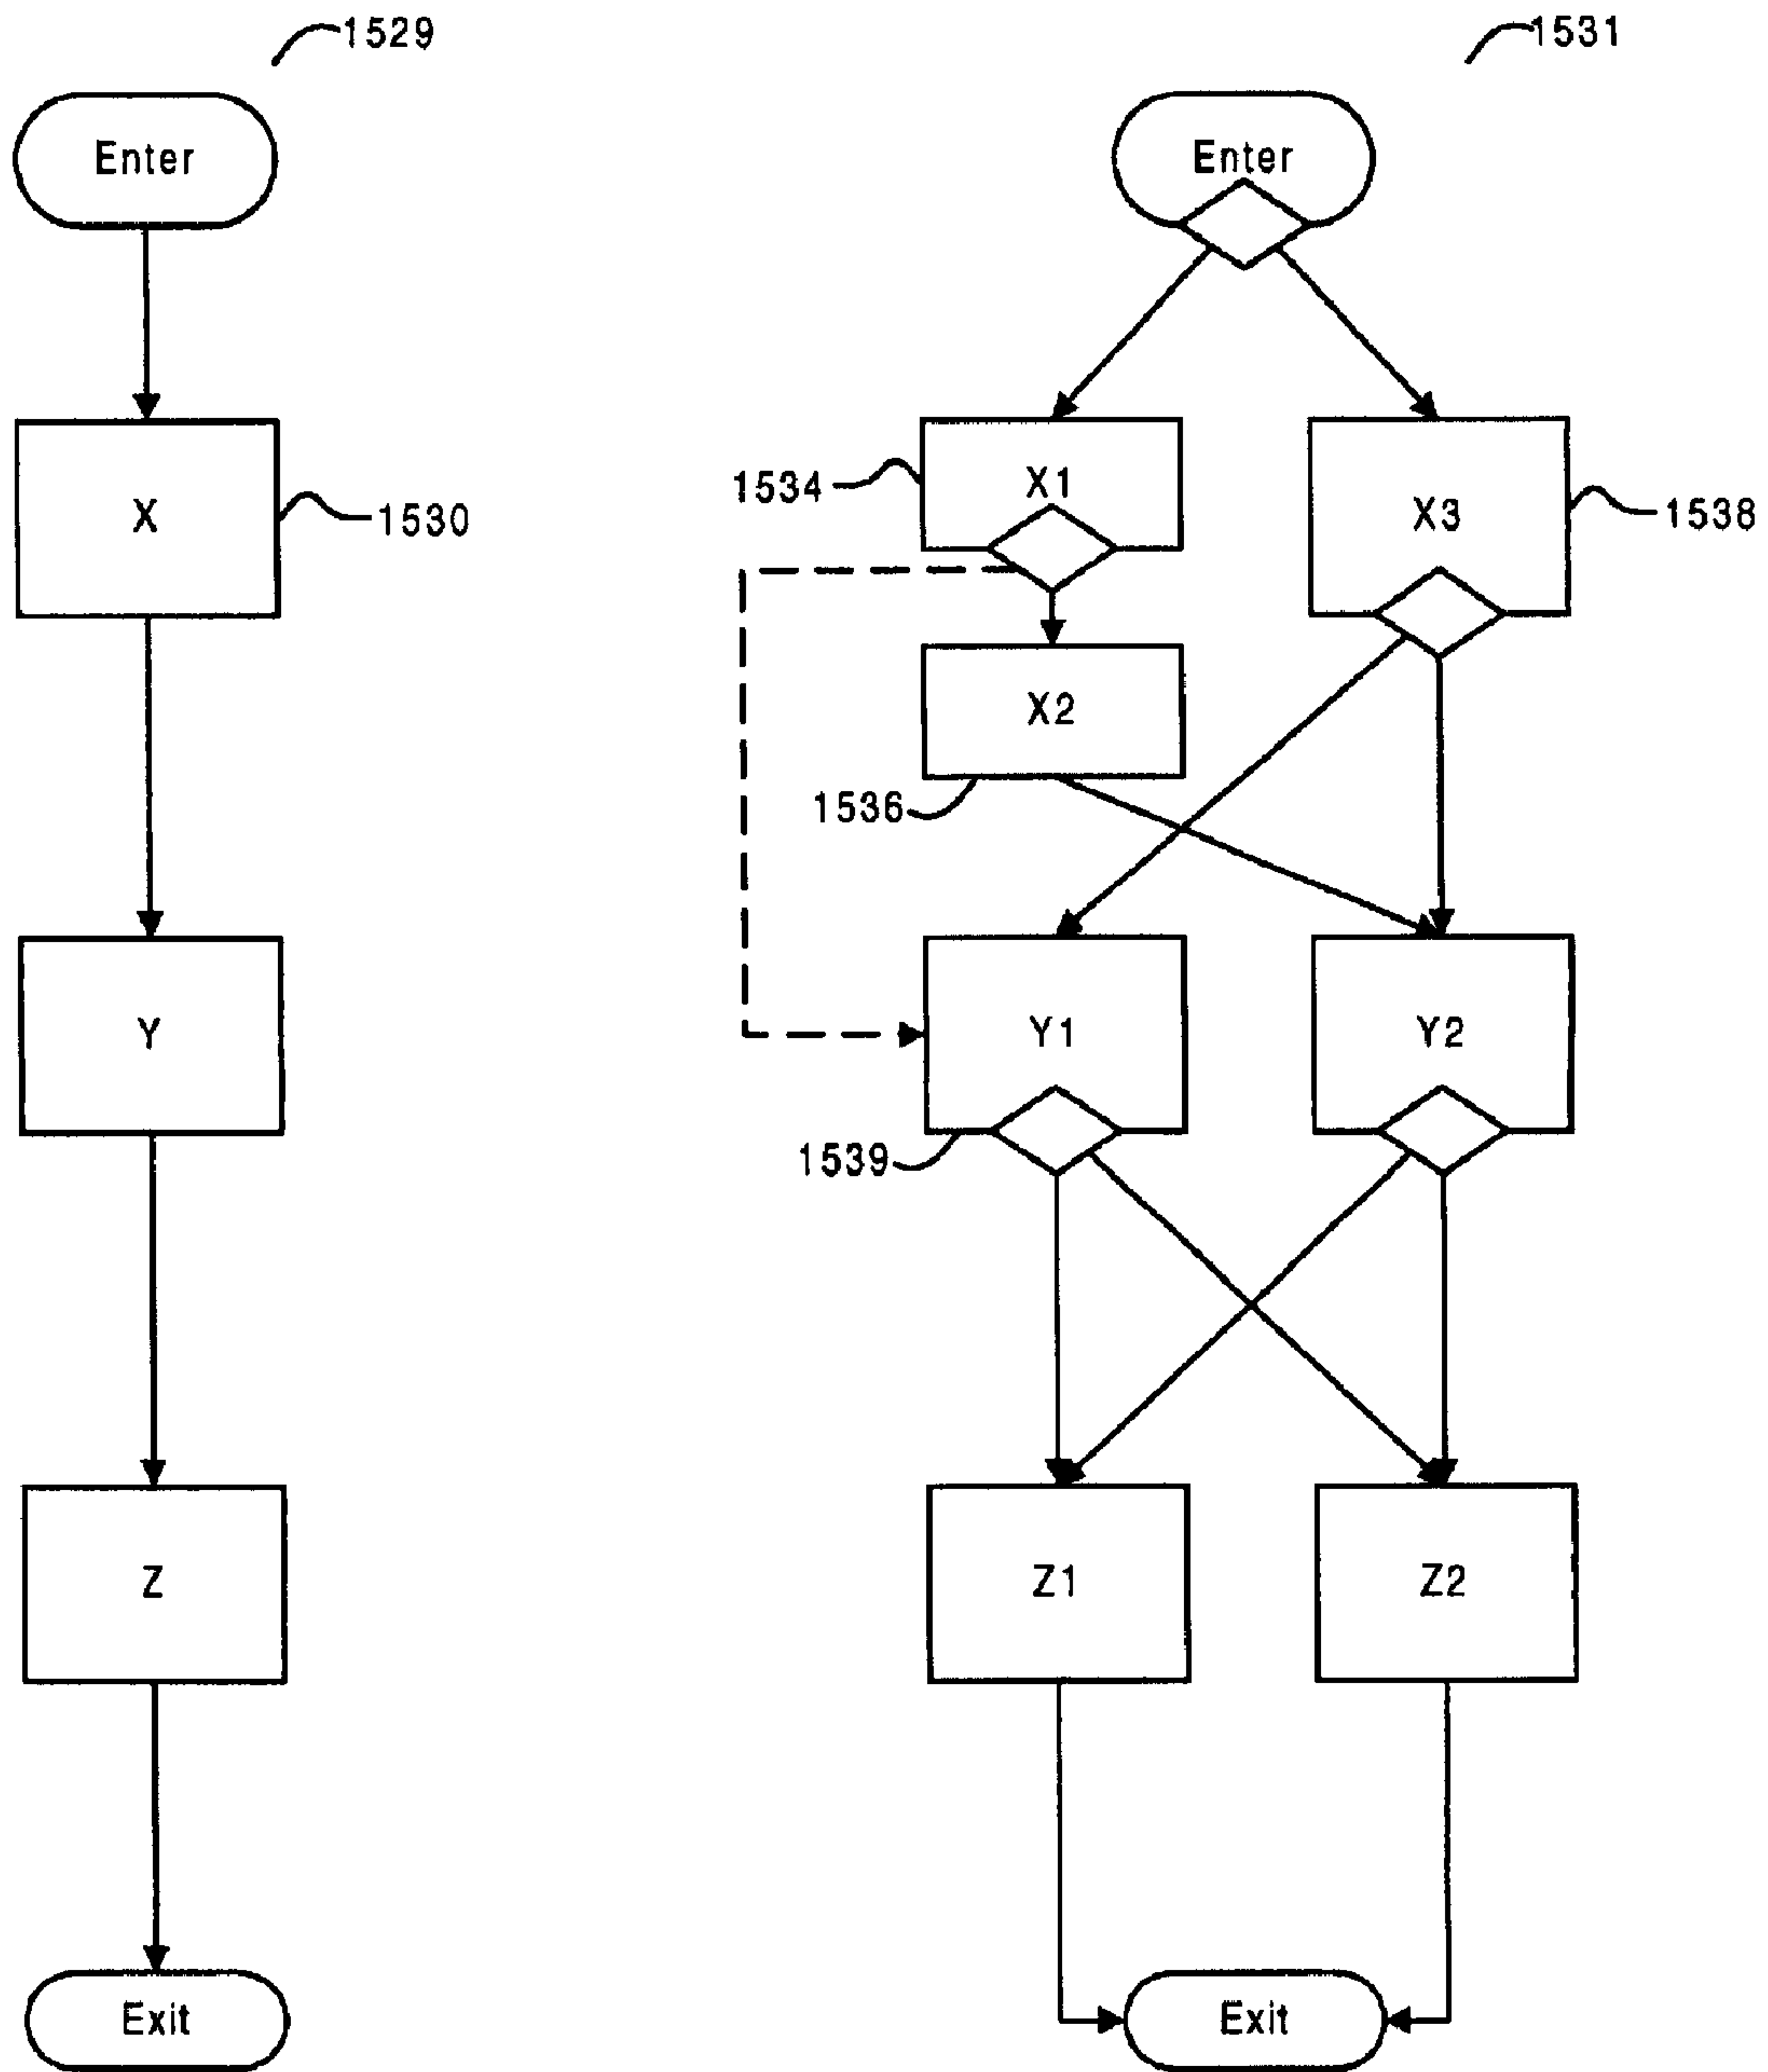 1529
1531
Enter
Enter
X
1530
1534
X1
X3
1538
X2
1536
Y
Y1
Y2
1539
Z
Z1
Z2
Exit
Exit